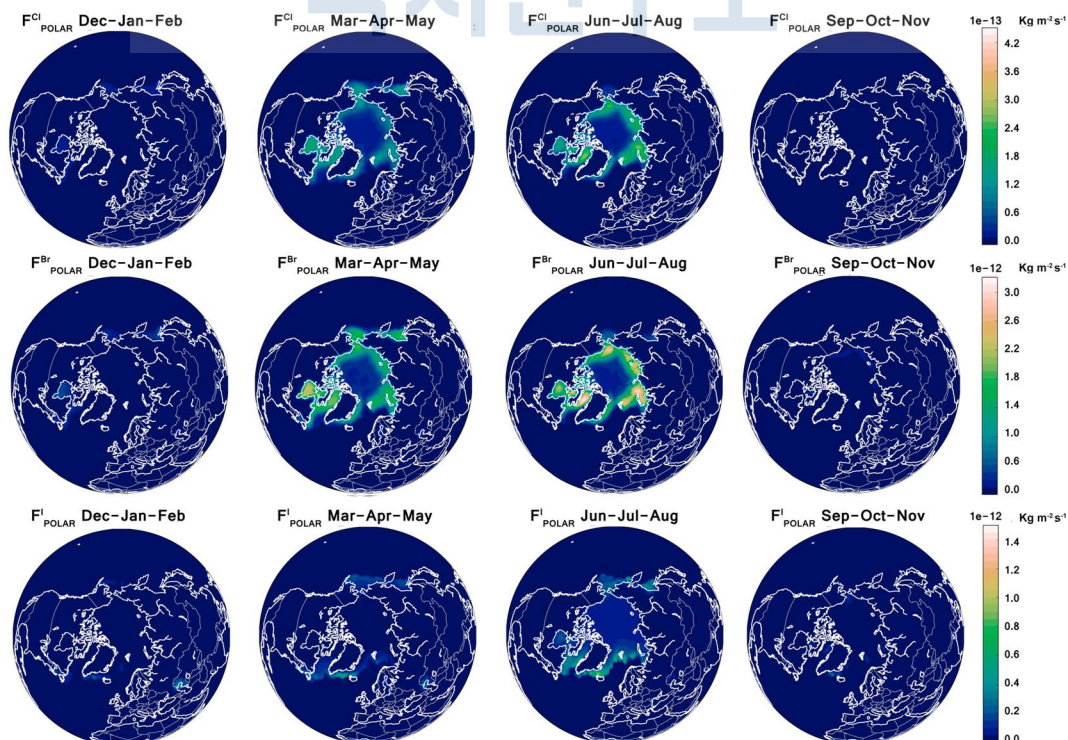 F^Cl_POLAR Dec-Jan-Feb
F^Cl_POLAR Mar-Apr-May
F^Cl_POLAR Jun-Jul-Aug
F^Cl_POLAR Sep-Oct-Nov
1e-13 Kg m⁻² s⁻¹
4.2
3.6
3.0
2.4
1.8
1.2
0.6
0.0
F^Br_POLAR Dec-Jan-Feb
F^Br_POLAR Mar-Apr-May
F^Br_POLAR Jun-Jul-Aug
F^Br_POLAR Sep-Oct-Nov
1e-12 Kg m⁻² s⁻¹
3.0
2.6
2.2
1.8
1.4
1.0
0.6
0.0
F^I_POLAR Dec-Jan-Feb
F^I_POLAR Mar-Apr-May
F^I_POLAR Jun-Jul-Aug
F^I_POLAR Sep-Oct-Nov
1e-12 Kg m⁻² s⁻¹
1.4
1.2
1.0
0.8
0.6
0.4
0.2
0.0